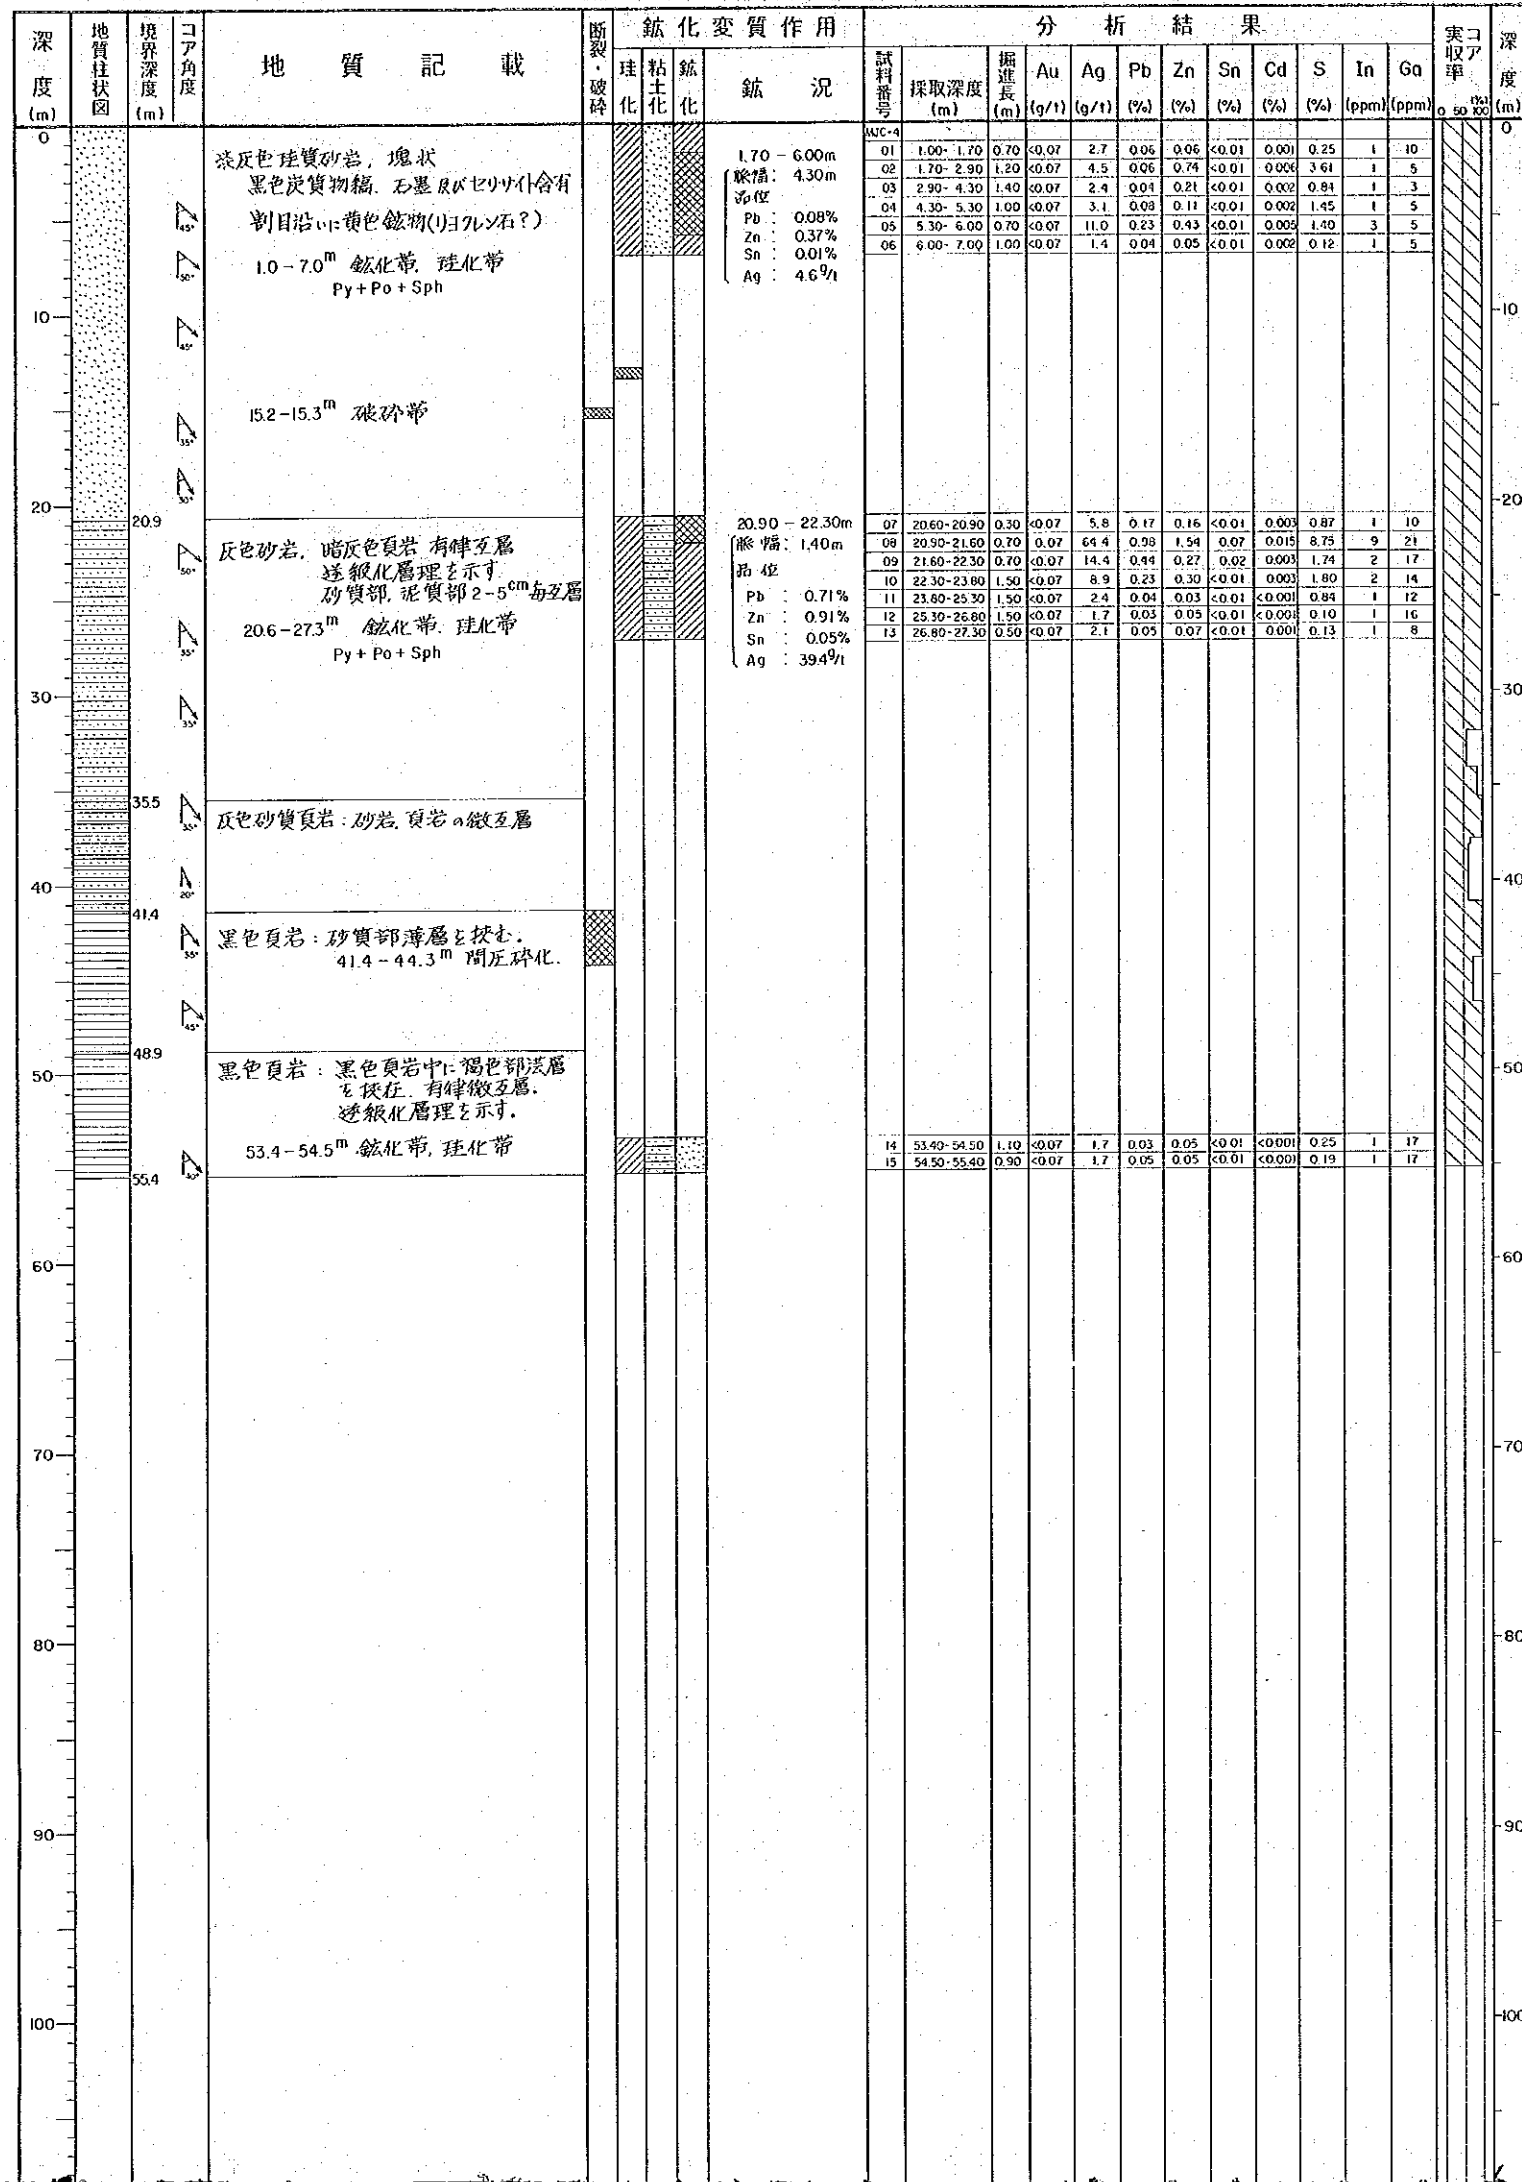 深度(m) 地質柱状図 境界深度(m) コア角度 地質記載 断裂・破砕 鉱化変質作用 分析結果 コア実収率 深度(m)
珪化 粘土化 鉱化 鉱況 試料番号 採取深度(m) 掘進長(m) Au(g/t) Ag(g/t) Pb(%) Zn(%) Sn(%) Cd(%) S(%) In(ppm) Ga(ppm) 0 50 100(%)
0 MJC-4 0
淡灰色珪質砂岩, 塊状
黒色炭質物縞, 石墨及びセリサイト含有
割目沿いに黄色鉱物(リョクレン石?)
45°
1.0-7.0m 鉱化帯, 珪化帯
Py+Po+Sph
50°
1.70-6.00m
脈幅: 4.30m
品位
Pb: 0.08%
Zn: 0.37%
Sn: 0.01%
Ag: 4.6g/t
01 1.00-1.70 0.70 <0.07 2.7 0.06 0.06 <0.01 0.001 0.25 1 10
02 1.70-2.90 1.20 <0.07 4.5 0.06 0.74 <0.01 0.006 3.61 1 5
03 2.90-4.30 1.40 <0.07 2.4 0.04 0.21 <0.01 0.002 0.84 1 3
04 4.30-5.30 1.00 <0.07 3.1 0.08 0.11 <0.01 0.002 1.45 1 5
05 5.30-6.00 0.70 <0.07 11.0 0.23 0.43 <0.01 0.005 1.40 3 5
06 6.00-7.00 1.00 <0.07 1.4 0.04 0.05 <0.01 0.002 0.12 1 5
10 10
45°
15.2-15.3m 破砕帯
35°
30°
20 20
20.9
灰色砂岩, 暗灰色頁岩 有律互層
逆級化層理を示す
砂質部, 泥質部2-5cm毎互層
50°
20.6-27.3m 鉱化帯, 珪化帯
Py+Po+Sph
35°
20.90-22.30m
脈幅: 1.40m
品位
Pb: 0.71%
Zn: 0.91%
Sn: 0.05%
Ag: 39.4g/t
07 20.60-20.90 0.30 <0.07 5.8 0.17 0.16 <0.01 0.003 0.87 1 10
08 20.90-21.60 0.70 0.07 64.4 0.98 1.54 0.07 0.015 8.75 9 21
09 21.60-22.30 0.70 <0.07 14.4 0.44 0.27 0.02 0.003 1.74 2 17
10 22.30-23.80 1.50 <0.07 8.9 0.23 0.30 <0.01 0.003 1.80 2 14
11 23.80-25.30 1.50 <0.07 2.4 0.04 0.03 <0.01 <0.001 0.84 1 12
12 25.30-26.80 1.50 <0.07 1.7 0.03 0.05 <0.01 <0.001 0.10 1 16
13 26.80-27.30 0.50 <0.07 2.1 0.05 0.07 <0.01 0.001 0.13 1 8
30 30
35°
35.5
35°
灰色砂質頁岩:砂岩, 頁岩の微互層
40 40
20°
41.4
黒色頁岩:砂質部薄層を挟む.
41.4-44.3m 間圧砕化.
35°
45°
48.9
黒色頁岩:黒色頁岩中に褐色部法層
を挟在. 有律微互層.
逆級化層理を示す.
50 50
53.4-54.5m 鉱化帯, 珪化帯
14 53.40-54.50 1.10 <0.07 1.7 0.03 0.05 <0.01 <0.001 0.25 1 17
15 54.50-55.40 0.90 <0.07 1.7 0.05 0.05 <0.01 <0.001 0.19 1 17
55.4
60 60
70 70
80 80
90 90
100 100